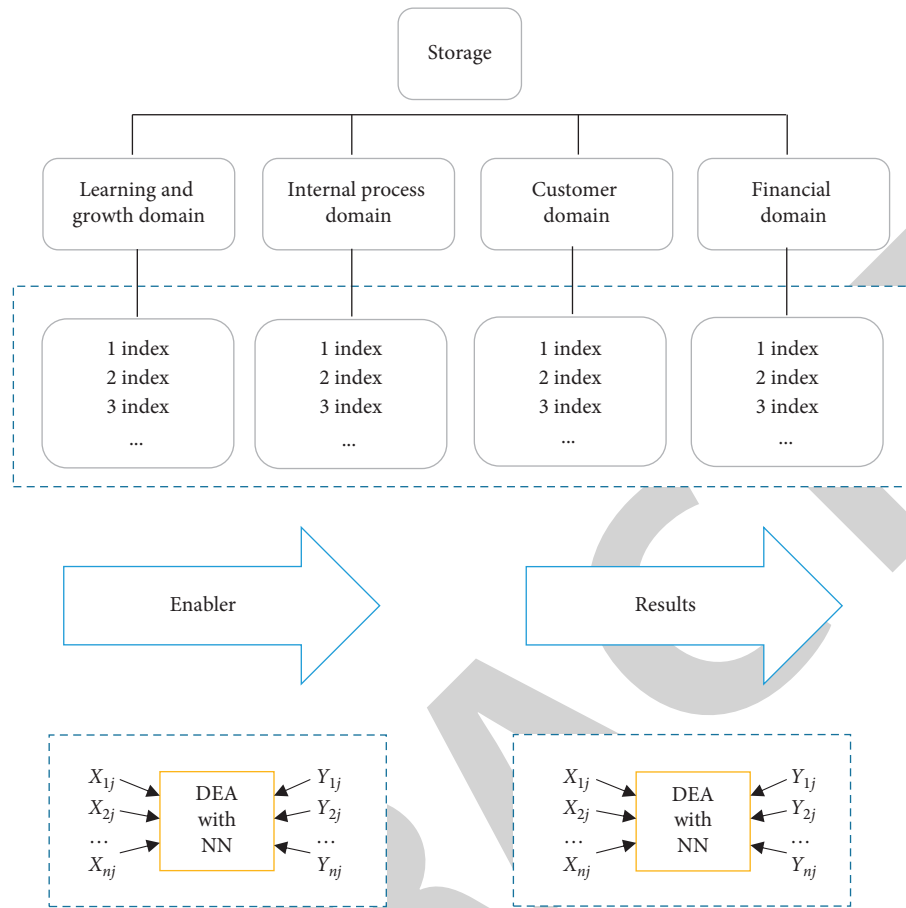 Storage
Learning and
growth domain
Internal process
domain
Customer
domain
Financial
domain
1 index
2 index
3 index
...
1 index
2 index
3 index
...
1 index
2 index
3 index
...
1 index
2 index
3 index
...
Enabler
Results
X1j
X2j
...
Xnj
DEA
with
NN
Y1j
Y2j
...
Ynj
X1j
X2j
...
Xnj
DEA
with
NN
Y1j
Y2j
...
Ynj